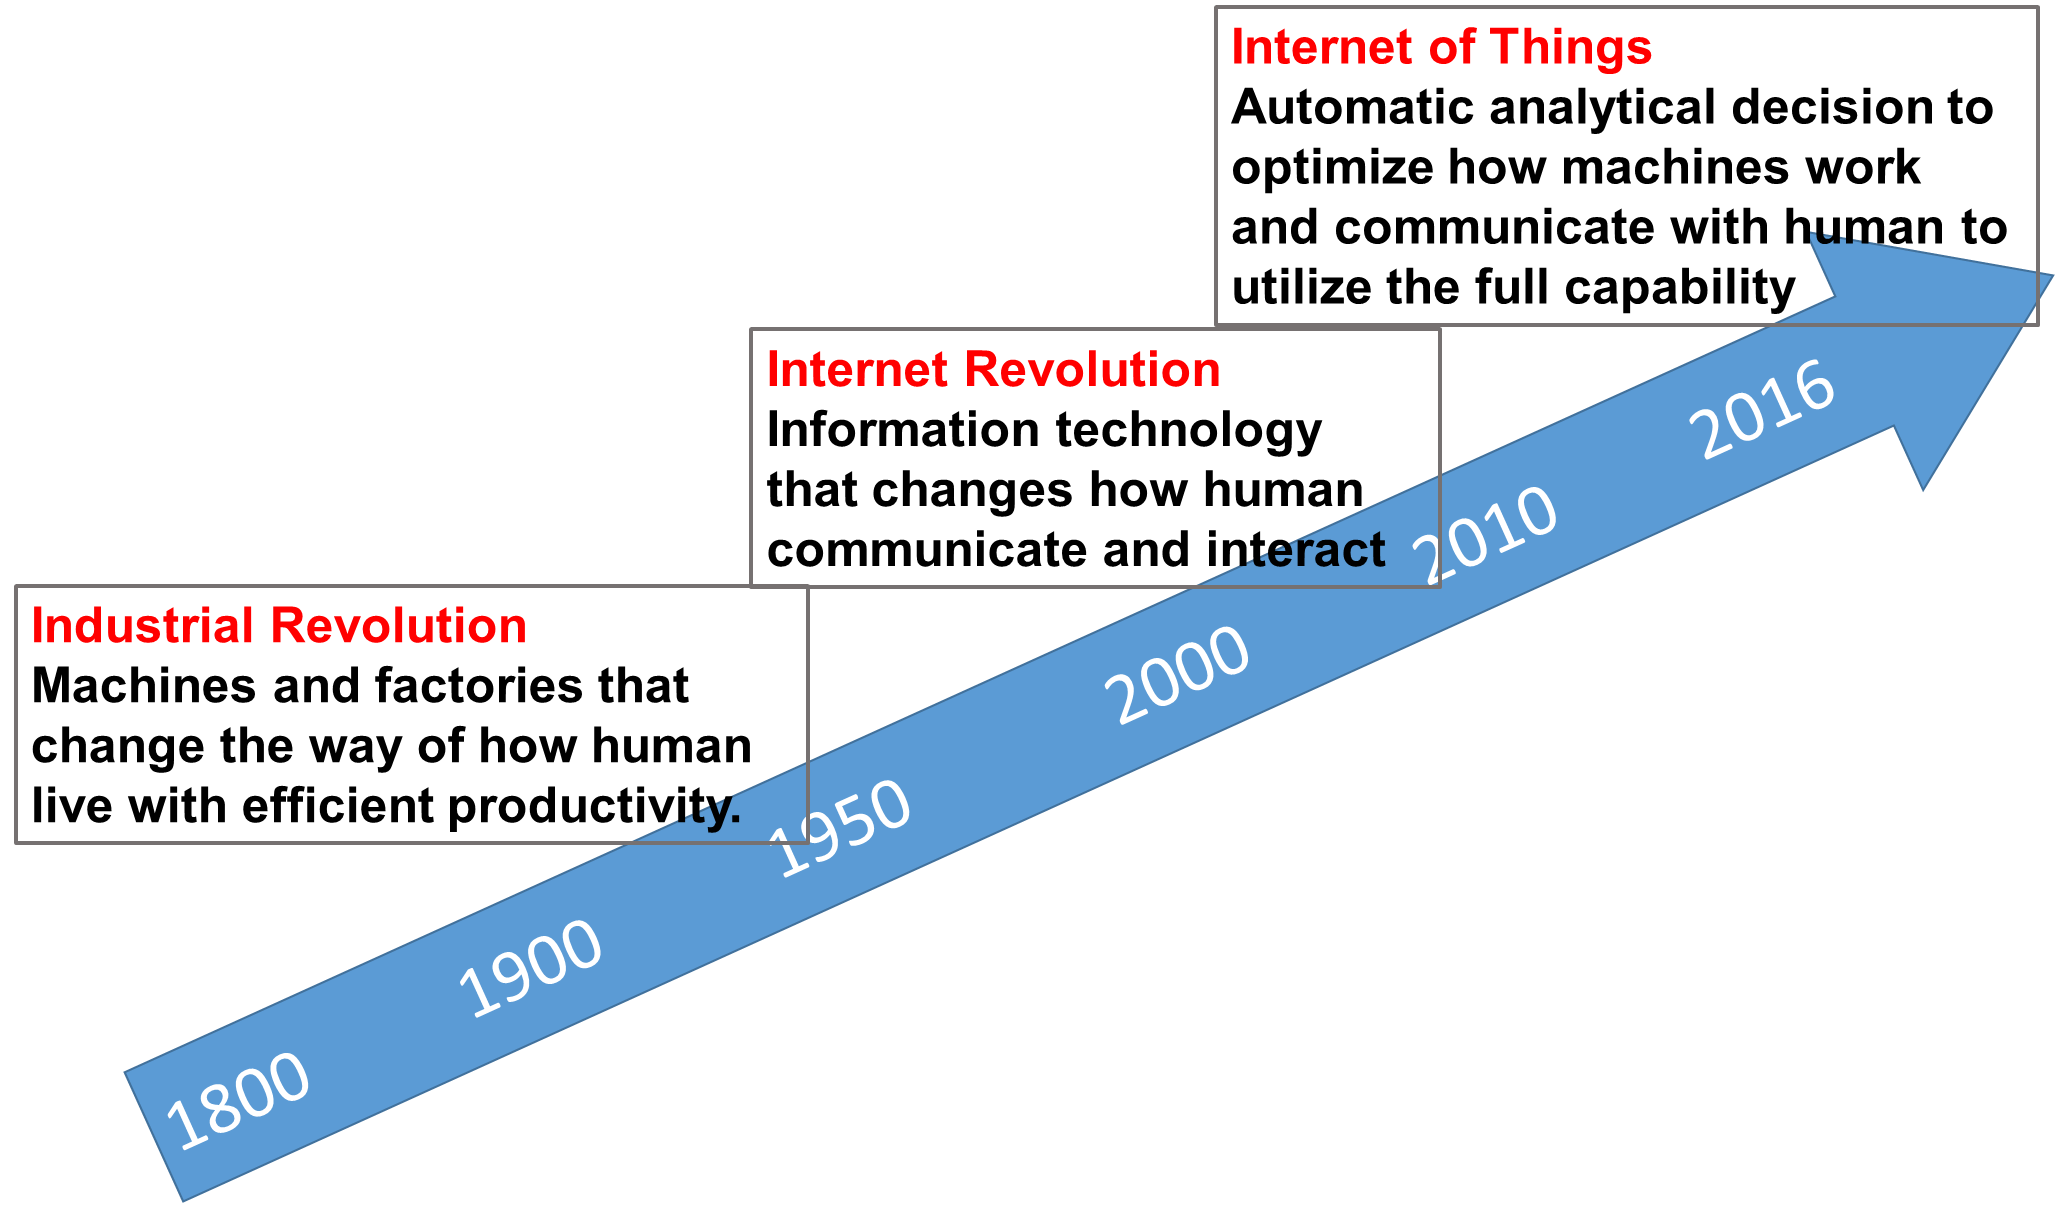 Internet of Things
Automatic analytical decision to
optimize how machines work
and communicate with human to
utilize the full capability
Internet Revolution
Information technology
that changes how human
communicate and interact
Industrial Revolution
Machines and factories that
change the way of how human
live with efficient productivity.
1800
1900
1950
2000
2010
2016